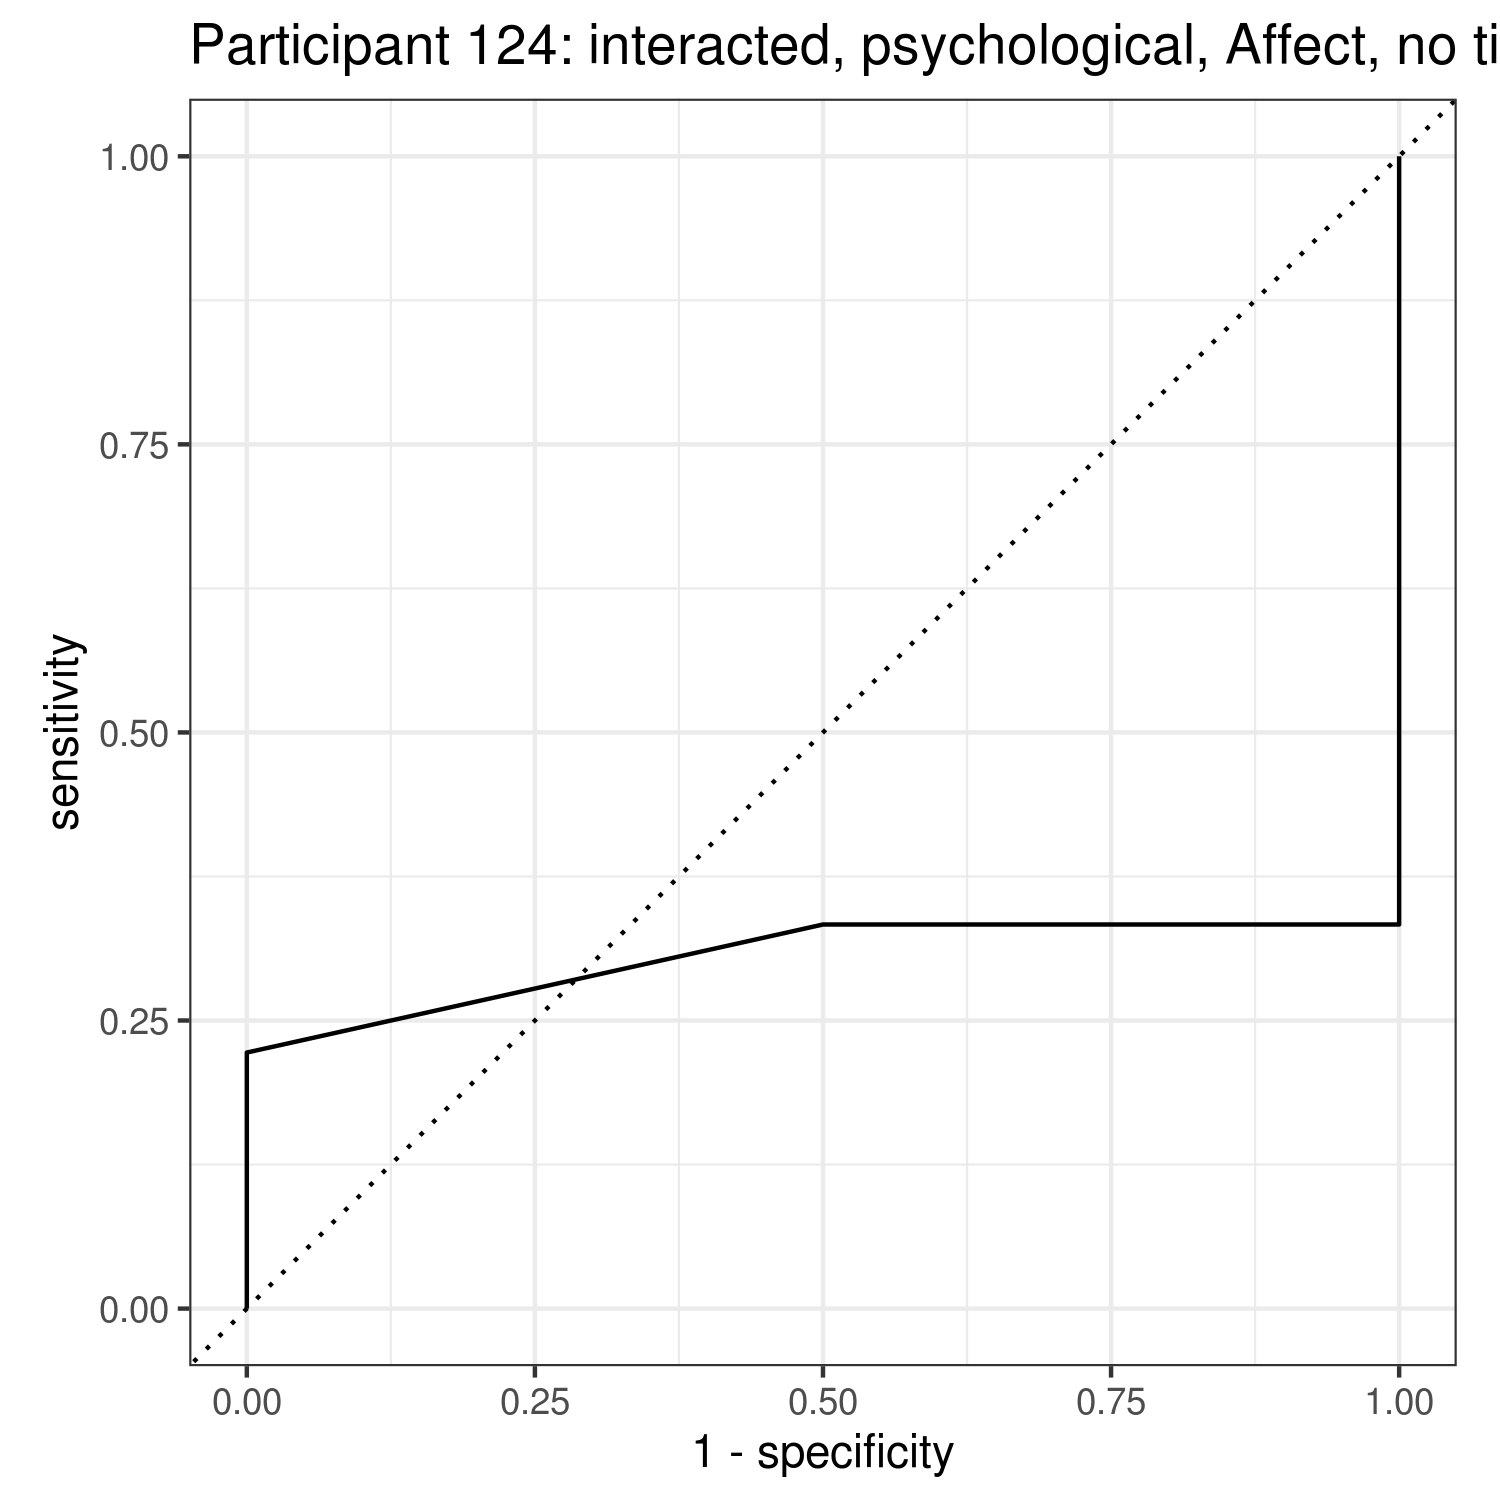 Participant 124: interacted, psychological, Affect, no
1.00
0.75
0.50
0.25
0.00
sensitivity
0.00 0.25 0.50 0.75 1.00
1 - specificity